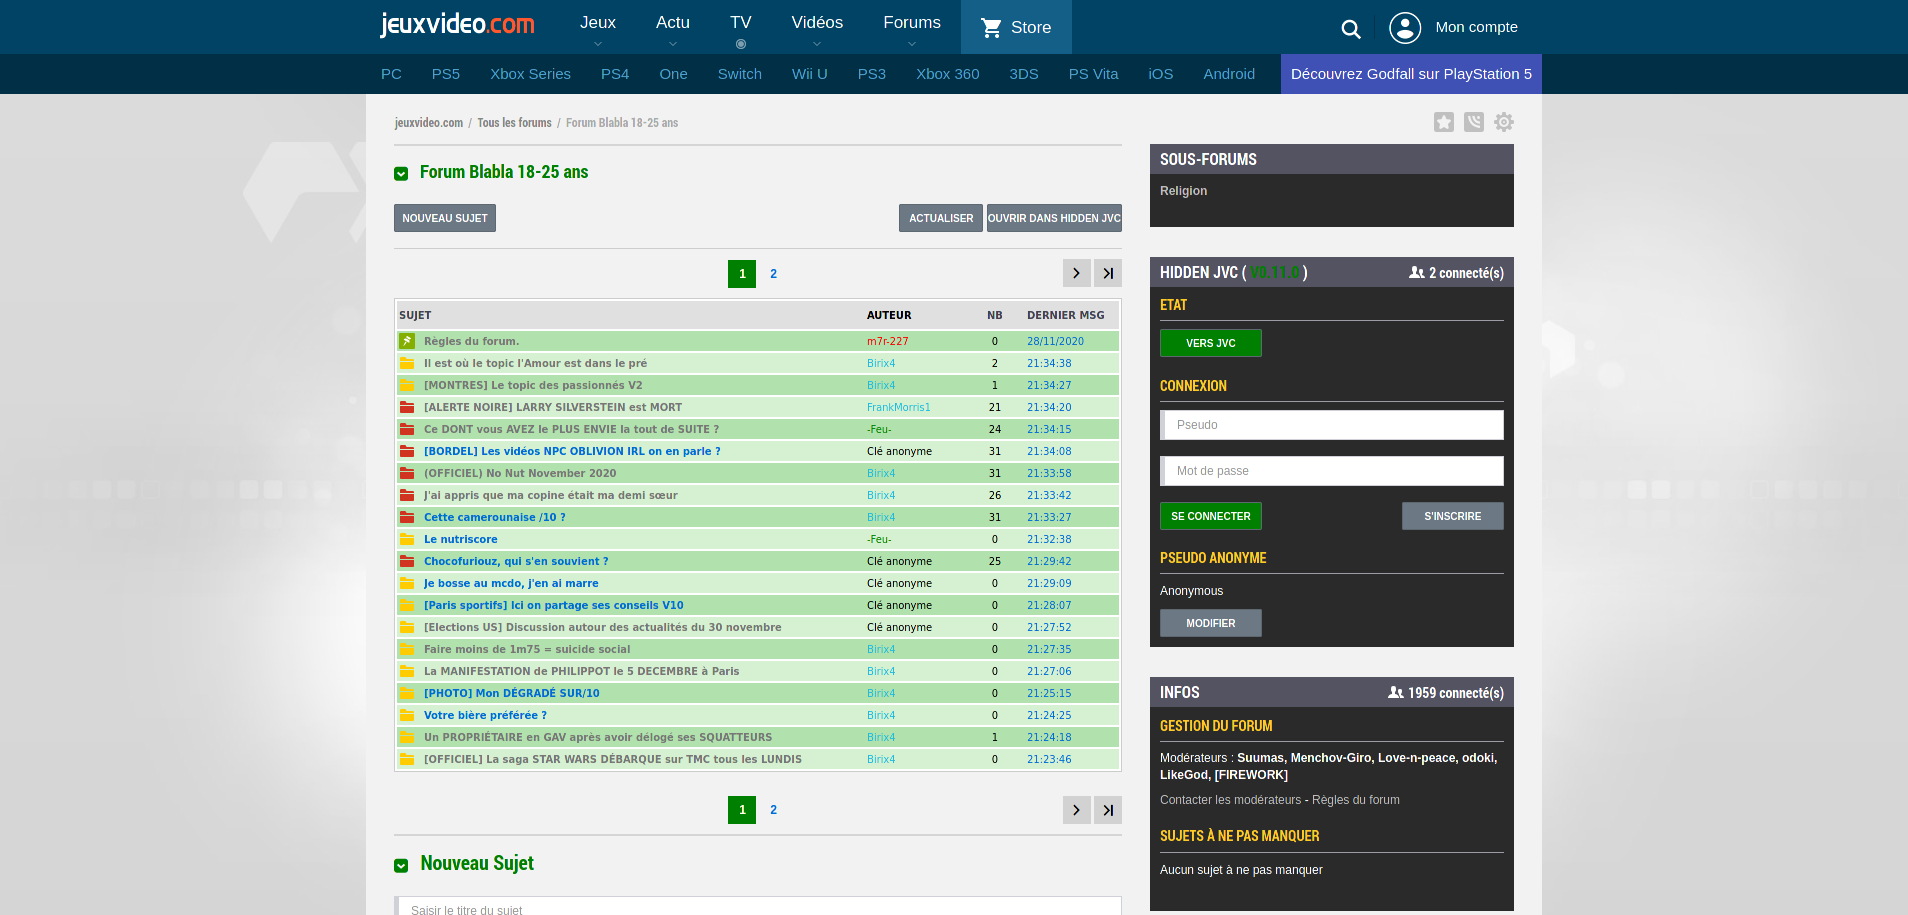 jeuxvideo.com Jeux Actu TV Vidéos Forums Store Mon compte
PC PS5 Xbox Series PS4 One Switch Wii U PS3 Xbox 360 3DS PS Vita iOS Android Découvrez Godfall sur PlayStation 5
jeuxvideo.com / Tous les forums / Forum Blabla 18-25 ans
Forum Blabla 18-25 ans
NOUVEAU SUJET ACTUALISER OUVRIR DANS HIDDEN JVC
1 2
SUJET AUTEUR NB DERNIER MSG
Règles du forum. m7r-227 0 28/11/2020
Il est où le topic l'Amour est dans le pré Birix4 2 21:34:38
[MONTRES] Le topic des passionnés V2 Birix4 1 21:34:27
[ALERTE NOIRE] LARRY SILVERSTEIN est MORT FrankMorris1 21 21:34:20
Ce DONT vous AVEZ le PLUS ENVIE la tout de SUITE ? -Feu- 24 21:34:15
[BORDEL] Les vidéos NPC OBLIVION IRL on en parle ? Clé anonyme 31 21:34:08
(OFFICIEL) No Nut November 2020 Birix4 31 21:33:58
J'ai appris que ma copine était ma demi sœur Birix4 26 21:33:42
Cette camerounaise /10 ? Birix4 31 21:33:27
Le nutriscore -Feu- 0 21:32:38
Chocofuriouz, qui s'en souvient ? Clé anonyme 25 21:29:42
Je bosse au mcdo, j'en ai marre Clé anonyme 0 21:29:09
[Paris sportifs] Ici on partage ses conseils V10 Clé anonyme 0 21:28:07
[Elections US] Discussion autour des actualités du 30 novembre Clé anonyme 0 21:27:52
Faire moins de 1m75 = suicide social Birix4 0 21:27:35
La MANIFESTATION de PHILIPPOT le 5 DECEMBRE à Paris Birix4 0 21:27:06
[PHOTO] Mon DÉGRADÉ SUR/10 Birix4 0 21:25:15
Votre bière préférée ? Birix4 0 21:24:25
Un PROPRIÉTAIRE en GAV après avoir délogé ses SQUATTEURS Birix4 1 21:24:18
[OFFICIEL] La saga STAR WARS DÉBARQUE sur TMC tous les LUNDIS Birix4 0 21:23:46
1 2
Nouveau Sujet
Saisir le titre du sujet
SOUS-FORUMS
Religion
HIDDEN JVC ( V0.11.0 ) 2 connecté(s)
ETAT
VERS JVC
CONNEXION
Pseudo
Mot de passe
SE CONNECTER S'INSCRIRE
PSEUDO ANONYME
Anonymous
MODIFIER
INFOS 1959 connecté(s)
GESTION DU FORUM
Modérateurs : Suumas, Menchov-Giro, Love-n-peace, odoki,
LikeGod, [FIREWORK]
Contacter les modérateurs - Règles du forum
SUJETS À NE PAS MANQUER
Aucun sujet à ne pas manquer